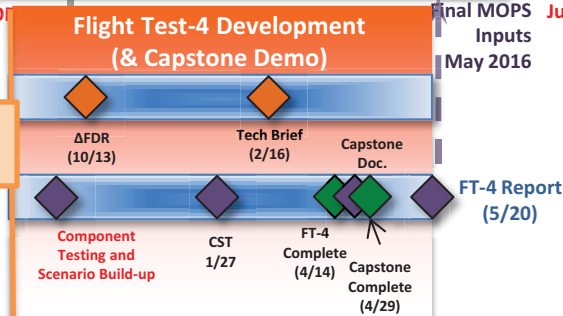 Flight Test-4 Development
(& Capstone Demo)
Final MOPS
Inputs
May 2016
ΔFDR
(10/13)
Tech Brief
(2/16)
Capstone
Doc.
FT-4 Report
(5/20)
Component
Testing and
Scenario Build-up
CST
1/27
FT-4
Complete
(4/14)
Capstone
Complete
(4/29)